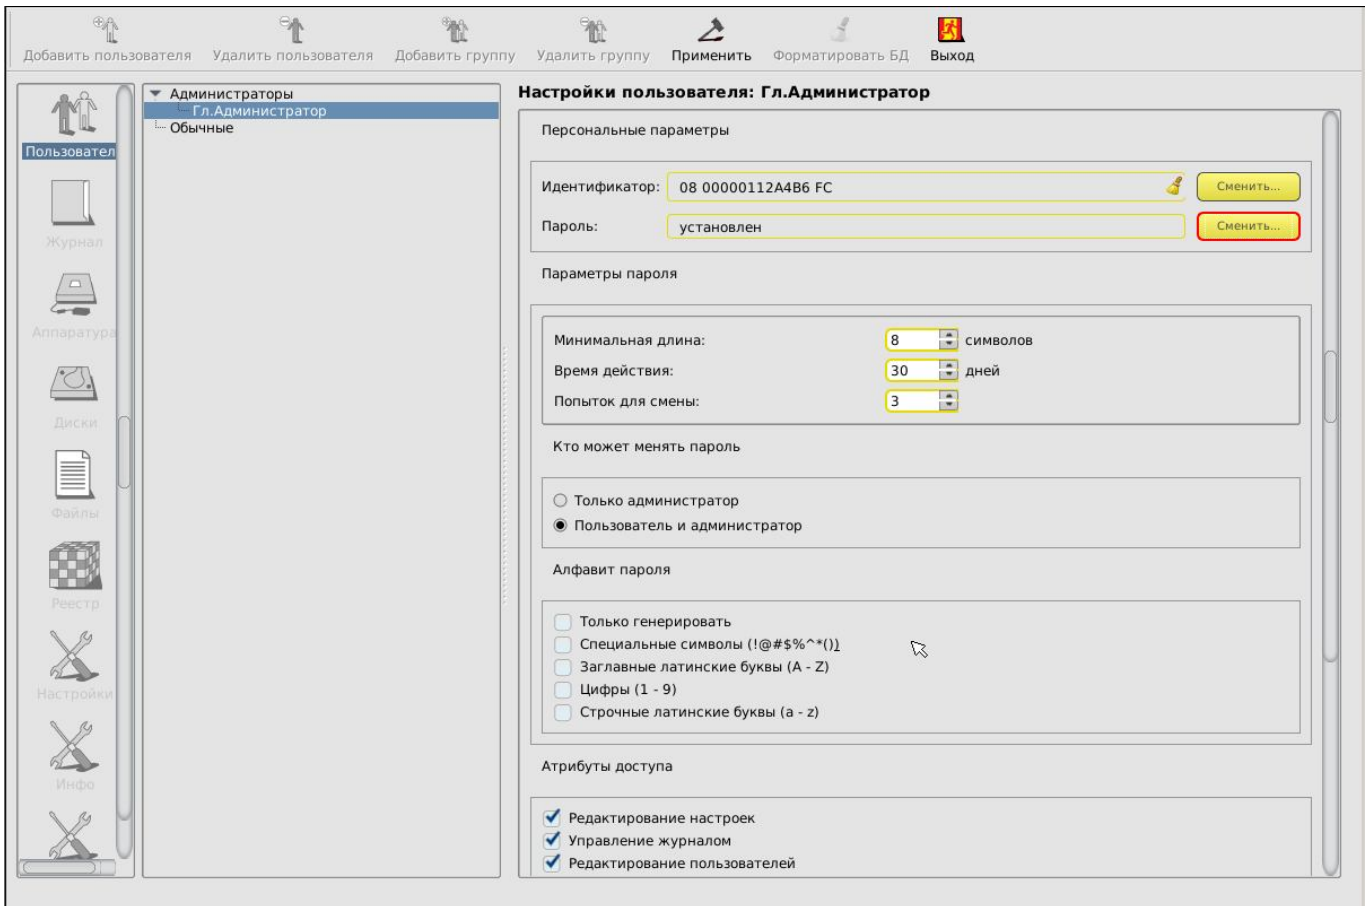 Добавить пользователя Удалить пользователя Добавить группу Удалить группу Применить Форматировать БД Выход
Пользовател
Журнал
Аппаратура
Диски
Файлы
Реестр
Настройки
Инфо
Администраторы
Гл.Администратор
Обычные
Настройки пользователя: Гл.Администратор
Персональные параметры
Идентификатор: 08 00000112A4B6 FC Сменить...
Пароль: установлен Сменить...
Параметры пароля
Минимальная длина: 8 символов
Время действия: 30 дней
Попыток для смены: 3
Кто может менять пароль
Только администратор
Пользователь и администратор
Алфавит пароля
Только генерировать
Специальные символы (!@#$%^*())
Заглавные латинские буквы (A - Z)
Цифры (1 - 9)
Строчные латинские буквы (a - z)
Атрибуты доступа
Редактирование настроек
Управление журналом
Редактирование пользователей